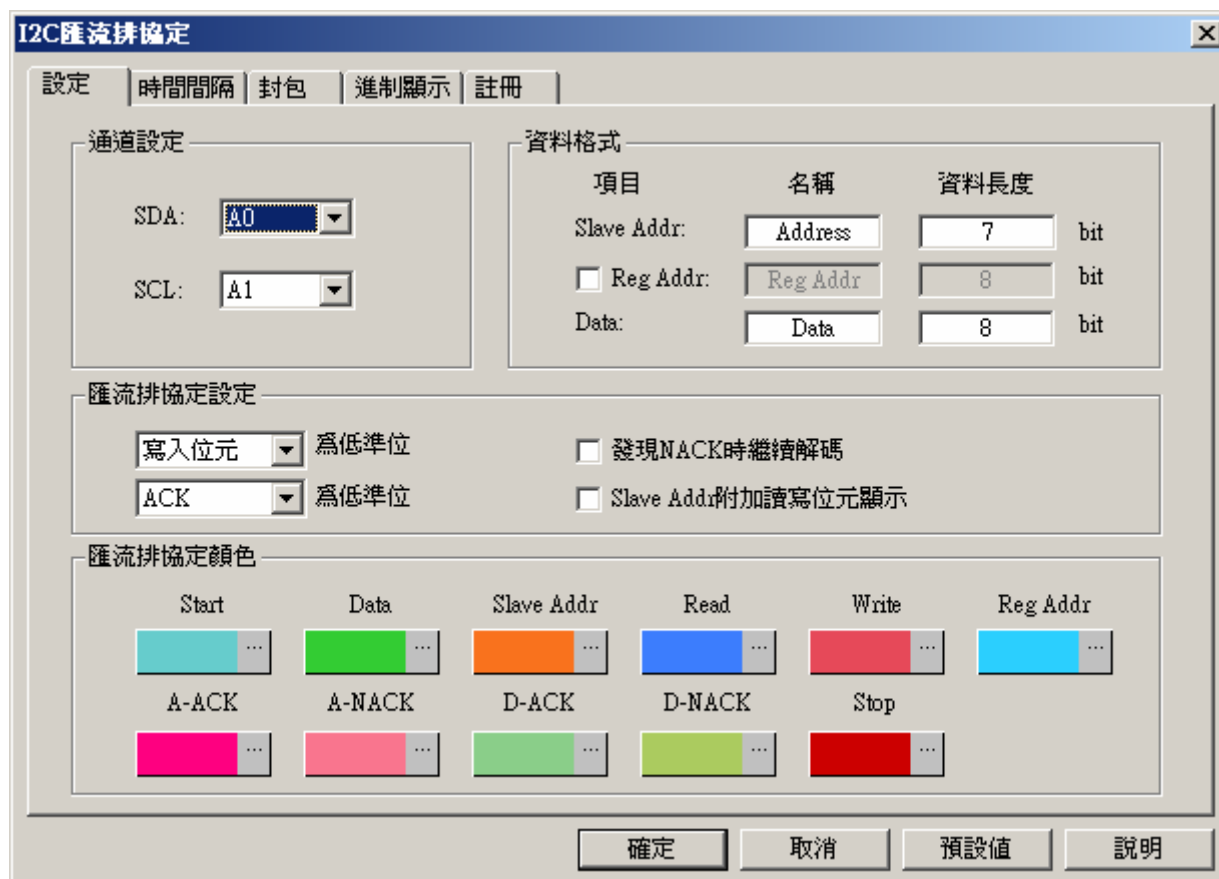 I2C匯流排協定
設定 時間間隔 封包 進制顯示 註冊
通道設定
SDA: A0
SCL: A1
資料格式
項目 名稱 資料長度
Slave Addr: Address 7 bit
Reg Addr: Reg Addr 8 bit
Data: Data 8 bit
匯流排協定設定
寫入位元 爲低準位 發現NACK時繼續解碼
ACK 爲低準位 Slave Addr附加讀寫位元顯示
匯流排協定顏色
Start Data Slave Addr Read Write Reg Addr
... ... ... ... ... ...
A-ACK A-NACK D-ACK D-NACK Stop
... ... ... ... ...
確定 取消 預設值 說明